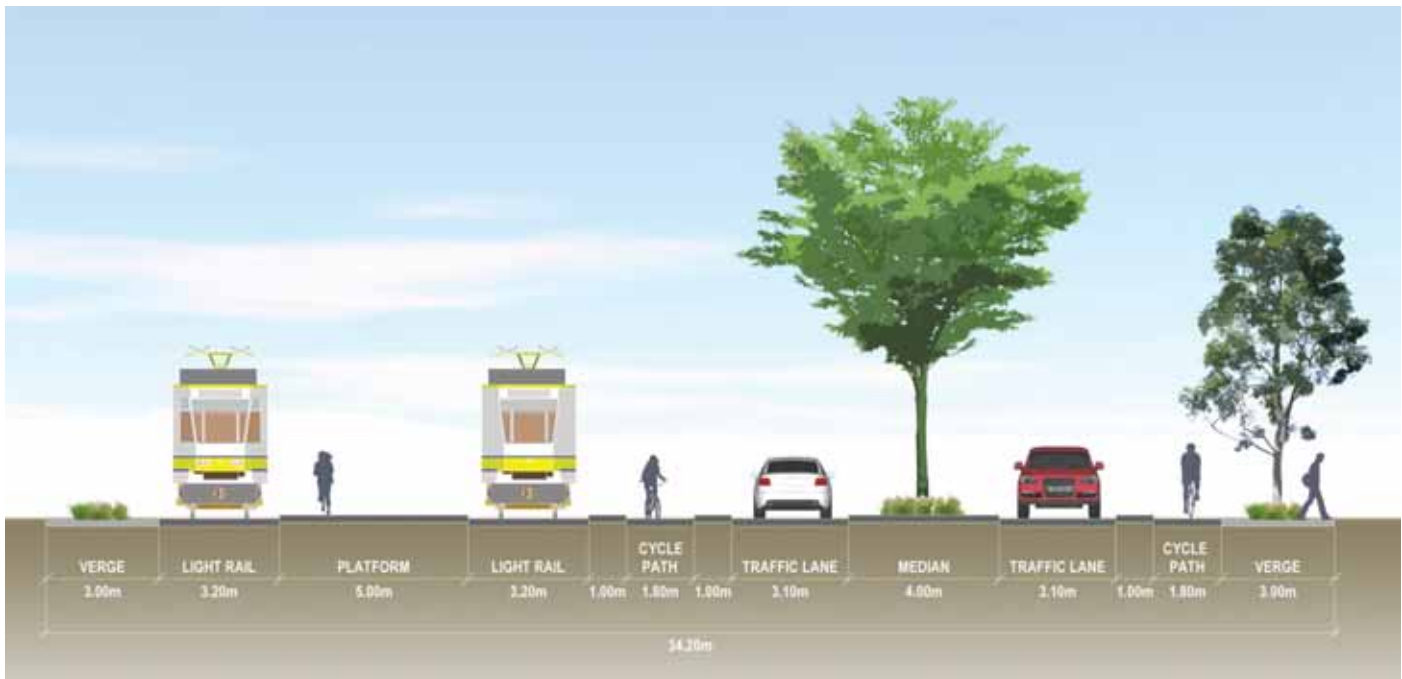 CYCLE CYCLE
VERGE LIGHT RAIL PLATFORM LIGHT RAIL PATH TRAFFIC LANE MEDIAN TRAFFIC LANE PATH VERGE
3.00m 3.20m 5.00m 3.20m 1.00m 1.80m 1.00m 3.10m 4.00m 3.10m 1.00m 1.80m 3.00m
34.20m